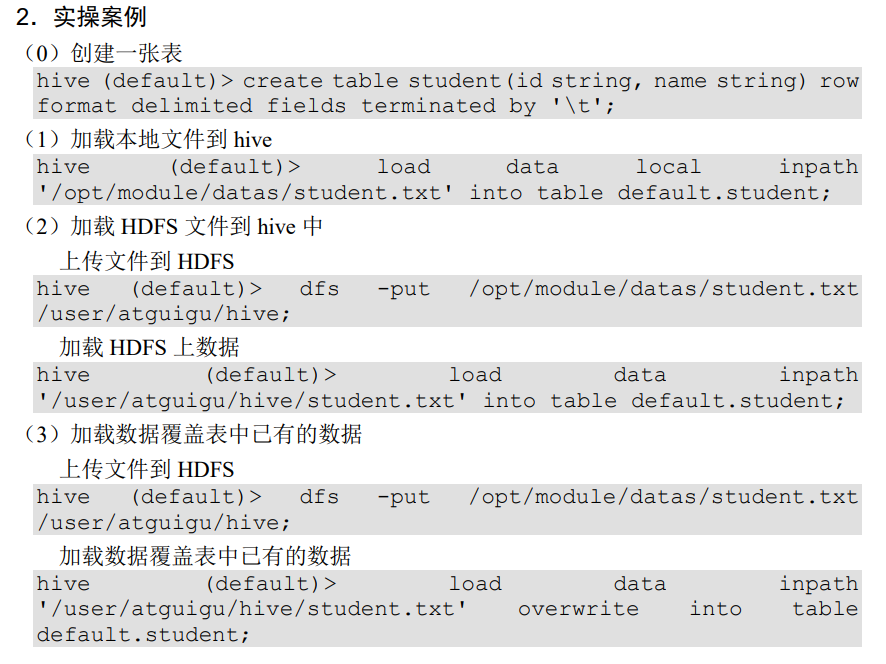 2．实操案例
（0）创建一张表
hive (default)> create table student(id string, name string) row
format delimited fields terminated by '\t';
（1）加载本地文件到 hive
hive (default)> load data local inpath
'/opt/module/datas/student.txt' into table default.student;
（2）加载 HDFS 文件到 hive 中
上传文件到 HDFS
hive (default)> dfs -put /opt/module/datas/student.txt
/user/atguigu/hive;
加载 HDFS 上数据
hive (default)> load data inpath
'/user/atguigu/hive/student.txt' into table default.student;
（3）加载数据覆盖表中已有的数据
上传文件到 HDFS
hive (default)> dfs -put /opt/module/datas/student.txt
/user/atguigu/hive;
加载数据覆盖表中已有的数据
hive (default)> load data inpath
'/user/atguigu/hive/student.txt' overwrite into table
default.student;